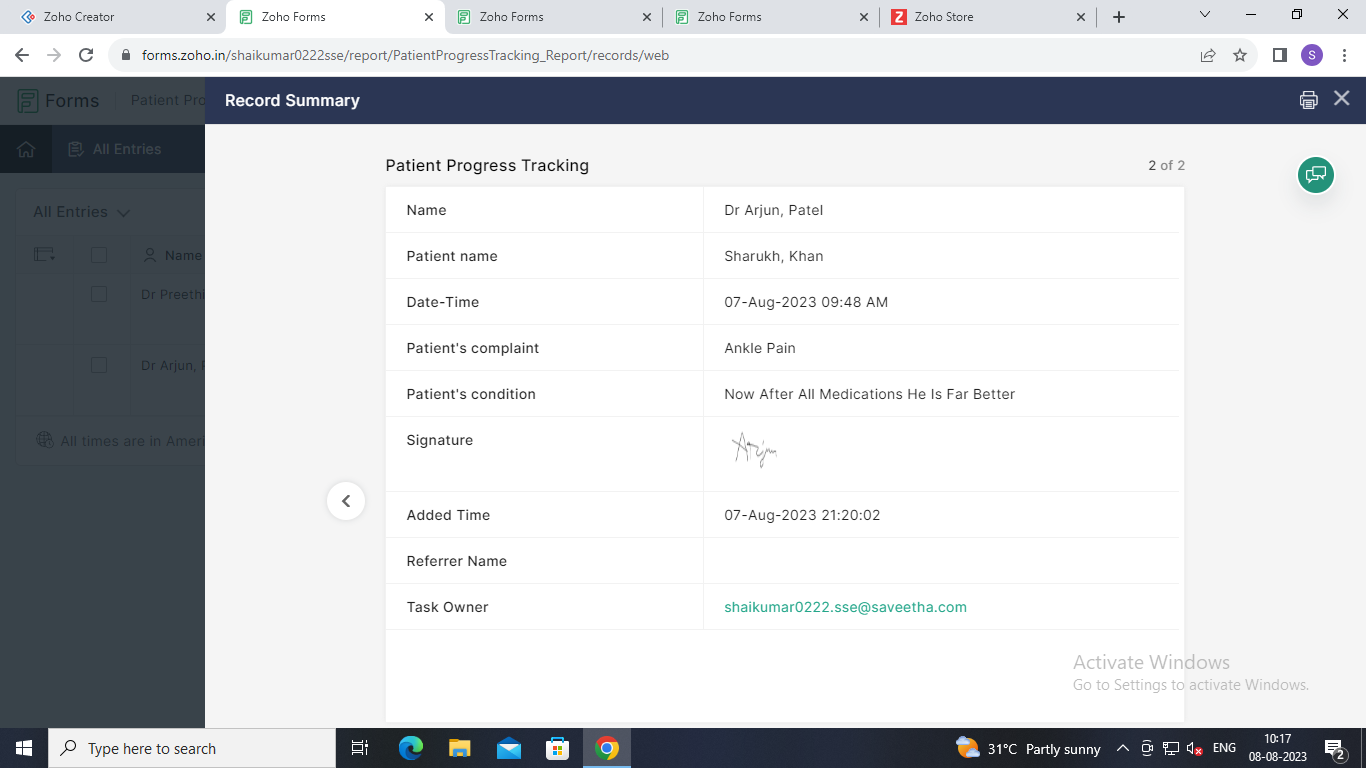 Zoho Creator
Zoho Forms
Zoho Forms
Zoho Forms
Zoho Store
forms.zoho.in/shaikumar0222sse/report/PatientProgressTracking_Report/records/web
S
Forms
Patient Pro
Record Summary
All Entries
Patient Progress Tracking
2 of 2
All Entries
Name
Dr Preethi
Dr Arjun, P
All times are in Ameri
Name Dr Arjun, Patel
Patient name Sharukh, Khan
Date-Time 07-Aug-2023 09:48 AM
Patient's complaint Ankle Pain
Patient's condition Now After All Medications He Is Far Better
Signature Arjun
Added Time 07-Aug-2023 21:20:02
Referrer Name
Task Owner shaikumar0222.sse@saveetha.com
Activate Windows
Go to Settings to activate Windows.
Type here to search
31°C Partly sunny
ENG
10:17
08-08-2023
2